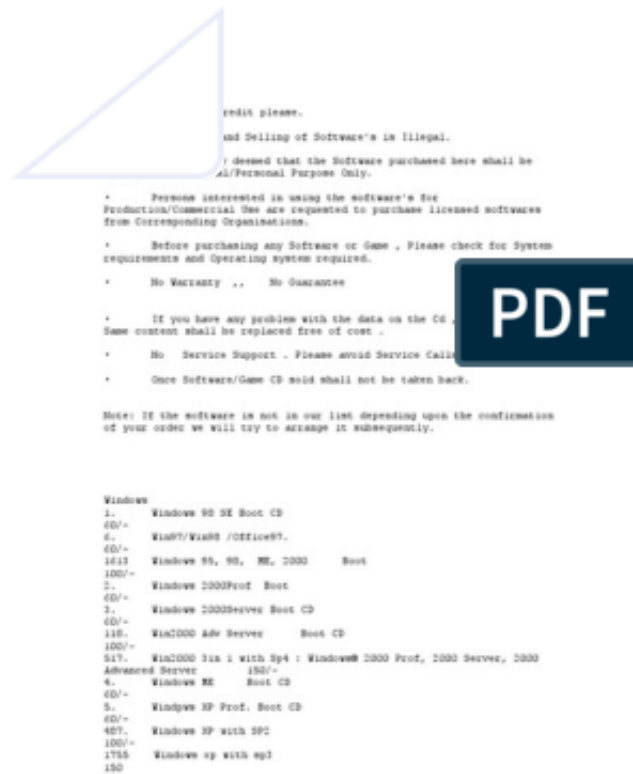 redit please.
and Selling of Software's is Illegal.
deemed that the Software purchased here shall be
al/Personal Purpose Only.
• Persons interested in using the software's for
Production/Commercial Use are requested to purchase licensed softwares
from Corresponding Organisations.
• Before purchasing any Software or Game , Please check for System
requirements and Operating system required.
• No Warranty ,, No Guarantee
• If you have any problem with the data on the Cd ,
Same content shall be replaced free of cost .
PDF
• No Service Support . Please avoid Service Calls
• Once Software/Game CD sold shall not be taken back.
Note: If the software is not in our list depending upon the confirmation
of your order we will try to arrange it subsequently.
Windows
1. Windows 98 SE Boot CD
60/-
6. Win97/Win98 /Office97.
60/-
1613 Windows 95, 98, ME, 2000 Boot
100/-
2. Windows 2000Prof Boot
60/-
3. Windows 2000Server Boot CD
60/-
118. Win2000 Adv Server Boot CD
100/-
517. Win2000 3in 1 with Sp4 : Windows® 2000 Prof, 2000 Server, 2000
Advanced Server 150/-
4. Windows ME Boot CD
60/-
5. Windpws XP Prof. Boot CD
60/-
487. Windows XP with SP2
100/-
1755 Windows xp with sp3
150